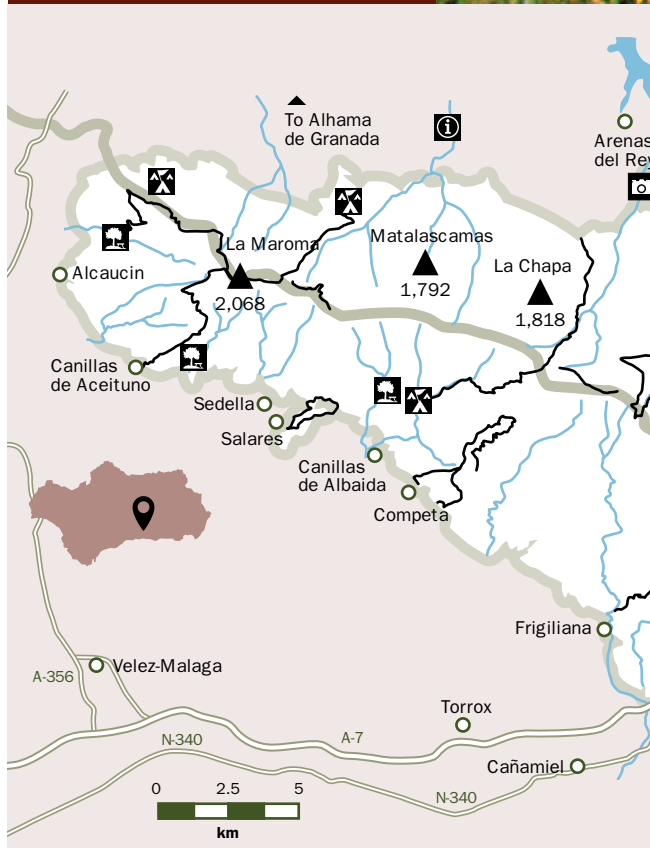 To Alhama
de Granada
Arenas
del Rey
La Maroma
2,068
Matalascamas
1,792
La Chapa
1,818
Alcaucin
Canillas
de Aceituno
Sedella
Salares
Canillas
de Albaida
Competa
Frigiliana
A-356
Velez-Malaga
Torrox
A-7
N-340
Cañamiel
N-340
0 2.5 5
km